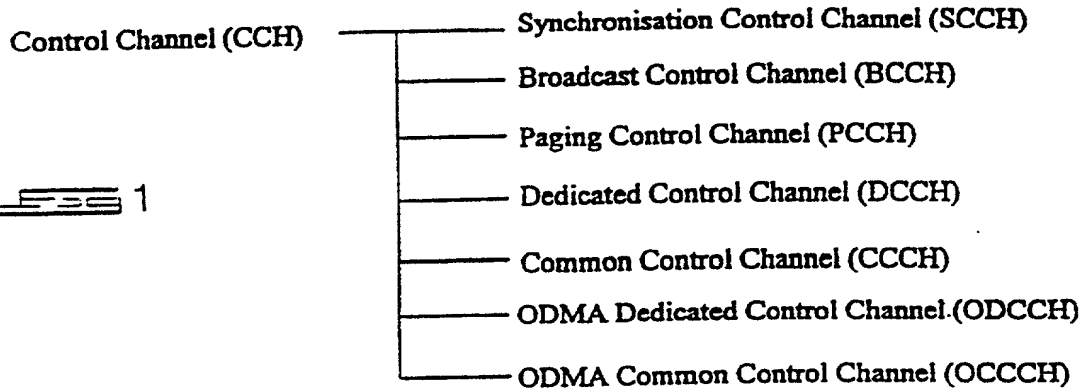 Control Channel (CCH)
Synchronisation Control Channel (SCCH)
Broadcast Control Channel (BCCH)
Paging Control Channel (PCCH)
Dedicated Control Channel (DCCH)
Common Control Channel (CCCH)
ODMA Dedicated Control Channel.(ODCCH)
ODMA Common Control Channel (OCCCH)
1